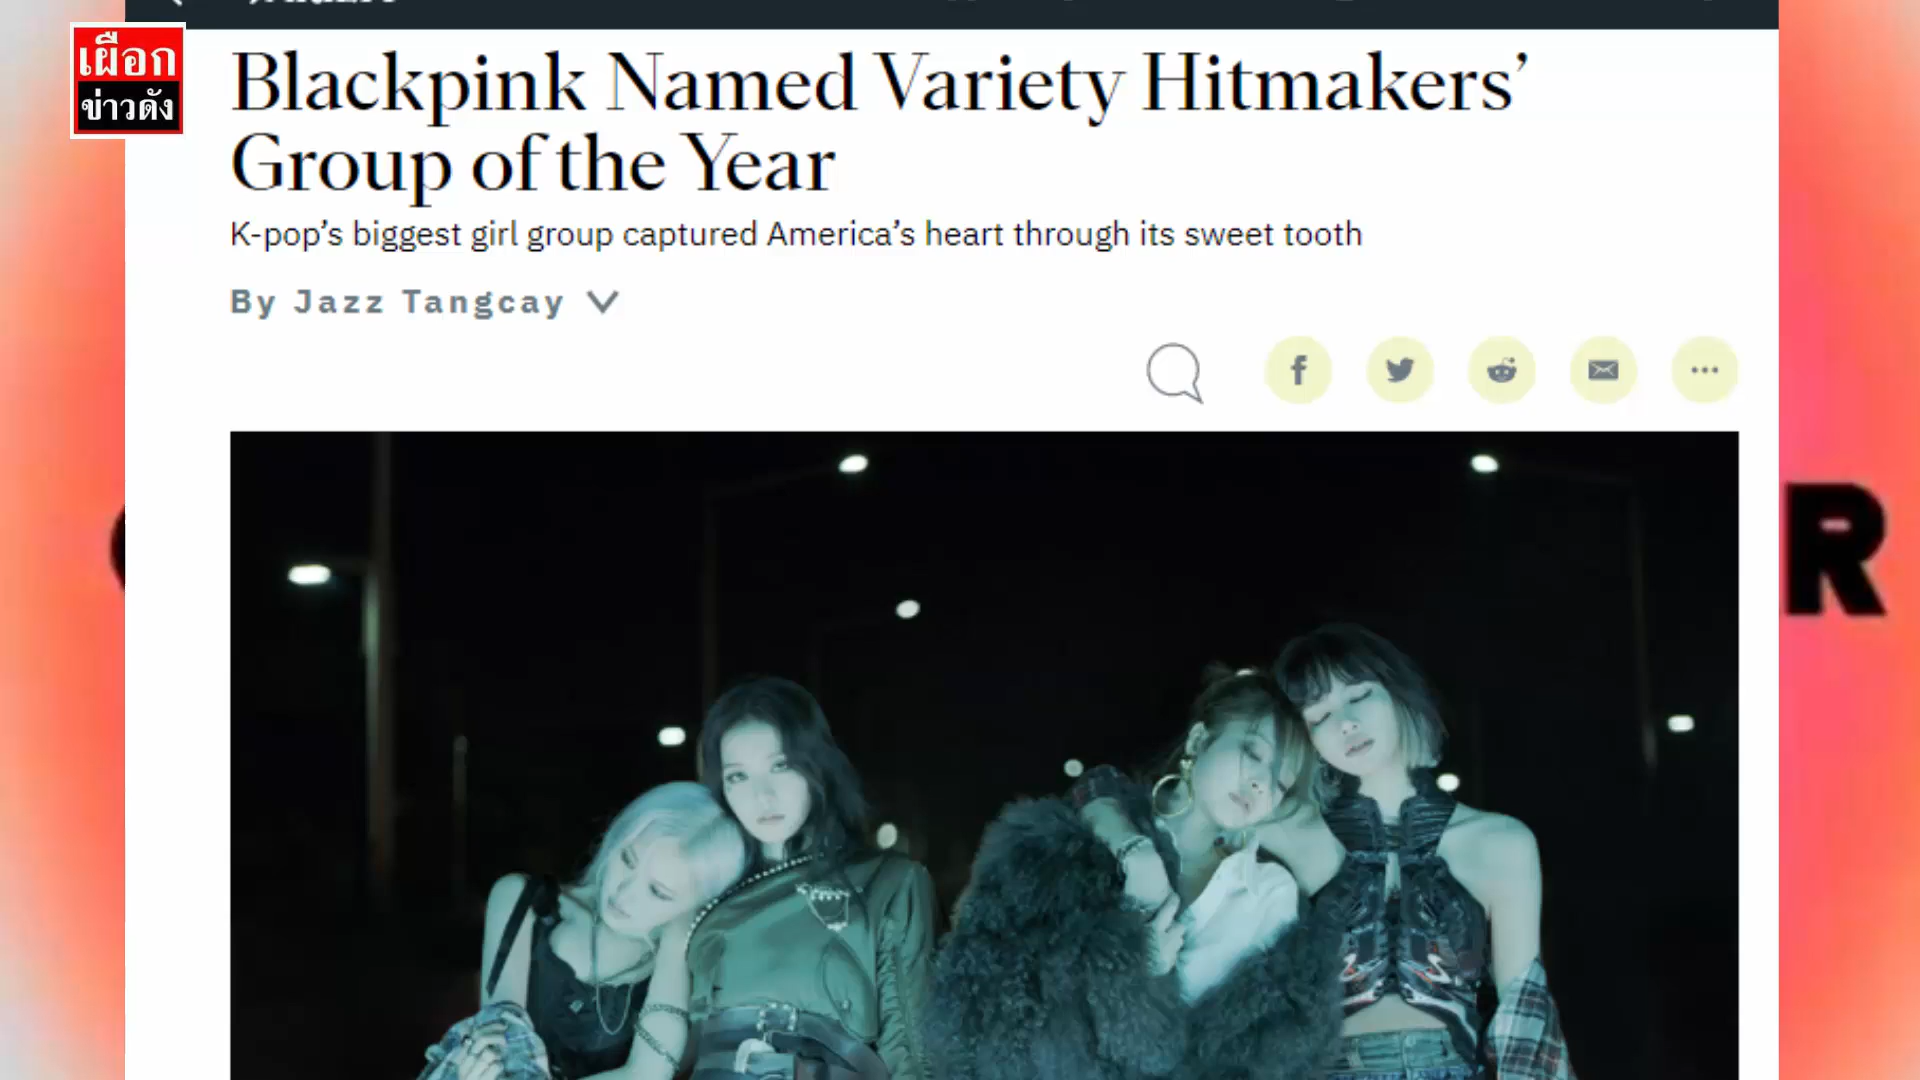 เผือก
ข่าวดัง
Blackpink Named Variety Hitmakers’
Group of the Year
K-pop’s biggest girl group captured America’s heart through its sweet tooth
By Jazz Tangcay
R